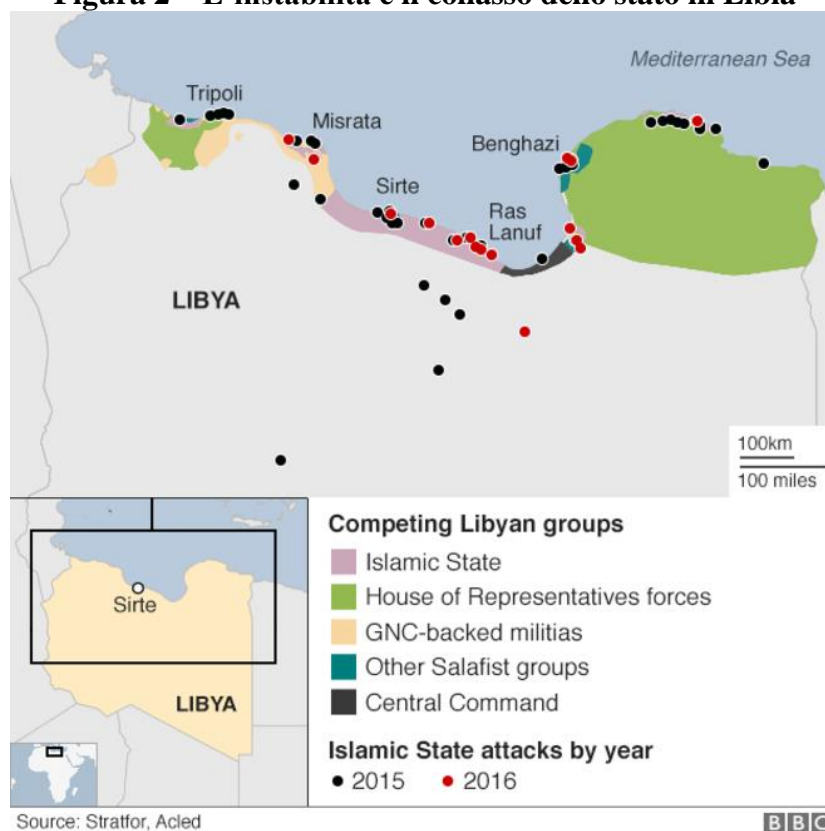 Figura 2 – L'instabilità e il collasso dello stato in Libia
Mediterranean Sea
Tripoli
Misrata
Benghazi
Sirte
Ras
Lanuf
LIBYA
100km
100 miles
Sirte
LIBYA
Competing Libyan groups
Islamic State
House of Representatives forces
GNC-backed militias
Other Salafist groups
Central Command
Islamic State attacks by year
2015
2016
Source: Stratfor, Acled
BBC